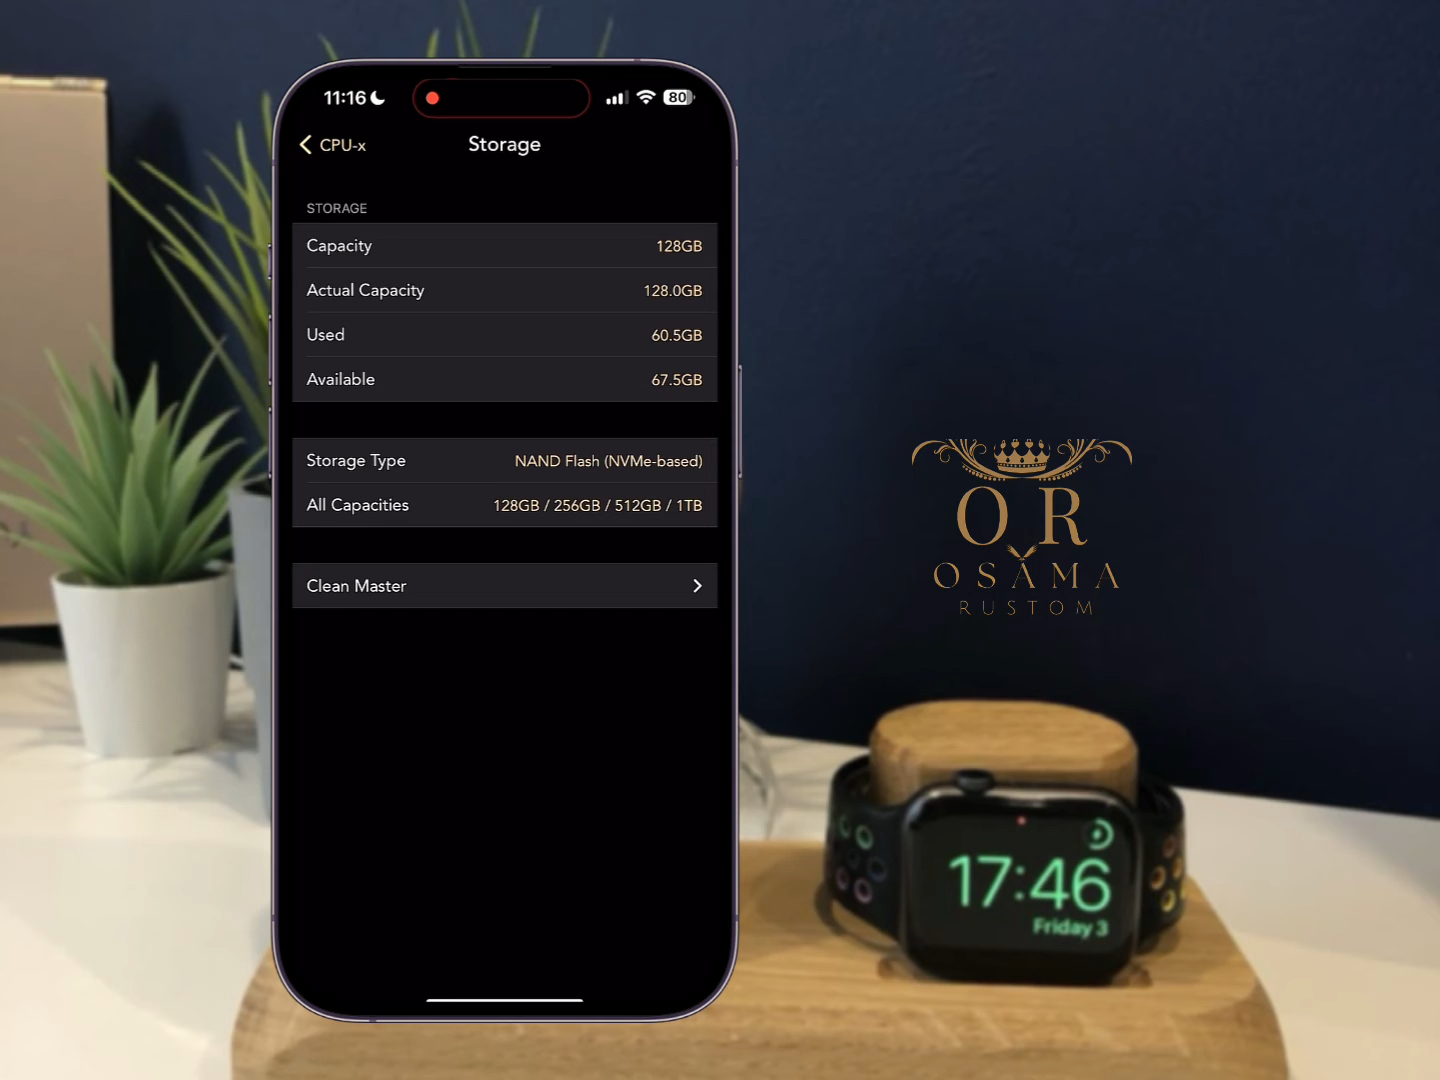 11:16 80
CPU-x Storage
STORAGE
Capacity 128GB
Actual Capacity 128.0GB
Used 60.5GB
Available 67.5GB
Storage Type NAND Flash (NVMe-based)
All Capacities 128GB / 256GB / 512GB / 1TB
Clean Master
O R
OSAMA
RUSTOM
17:46
Friday 3